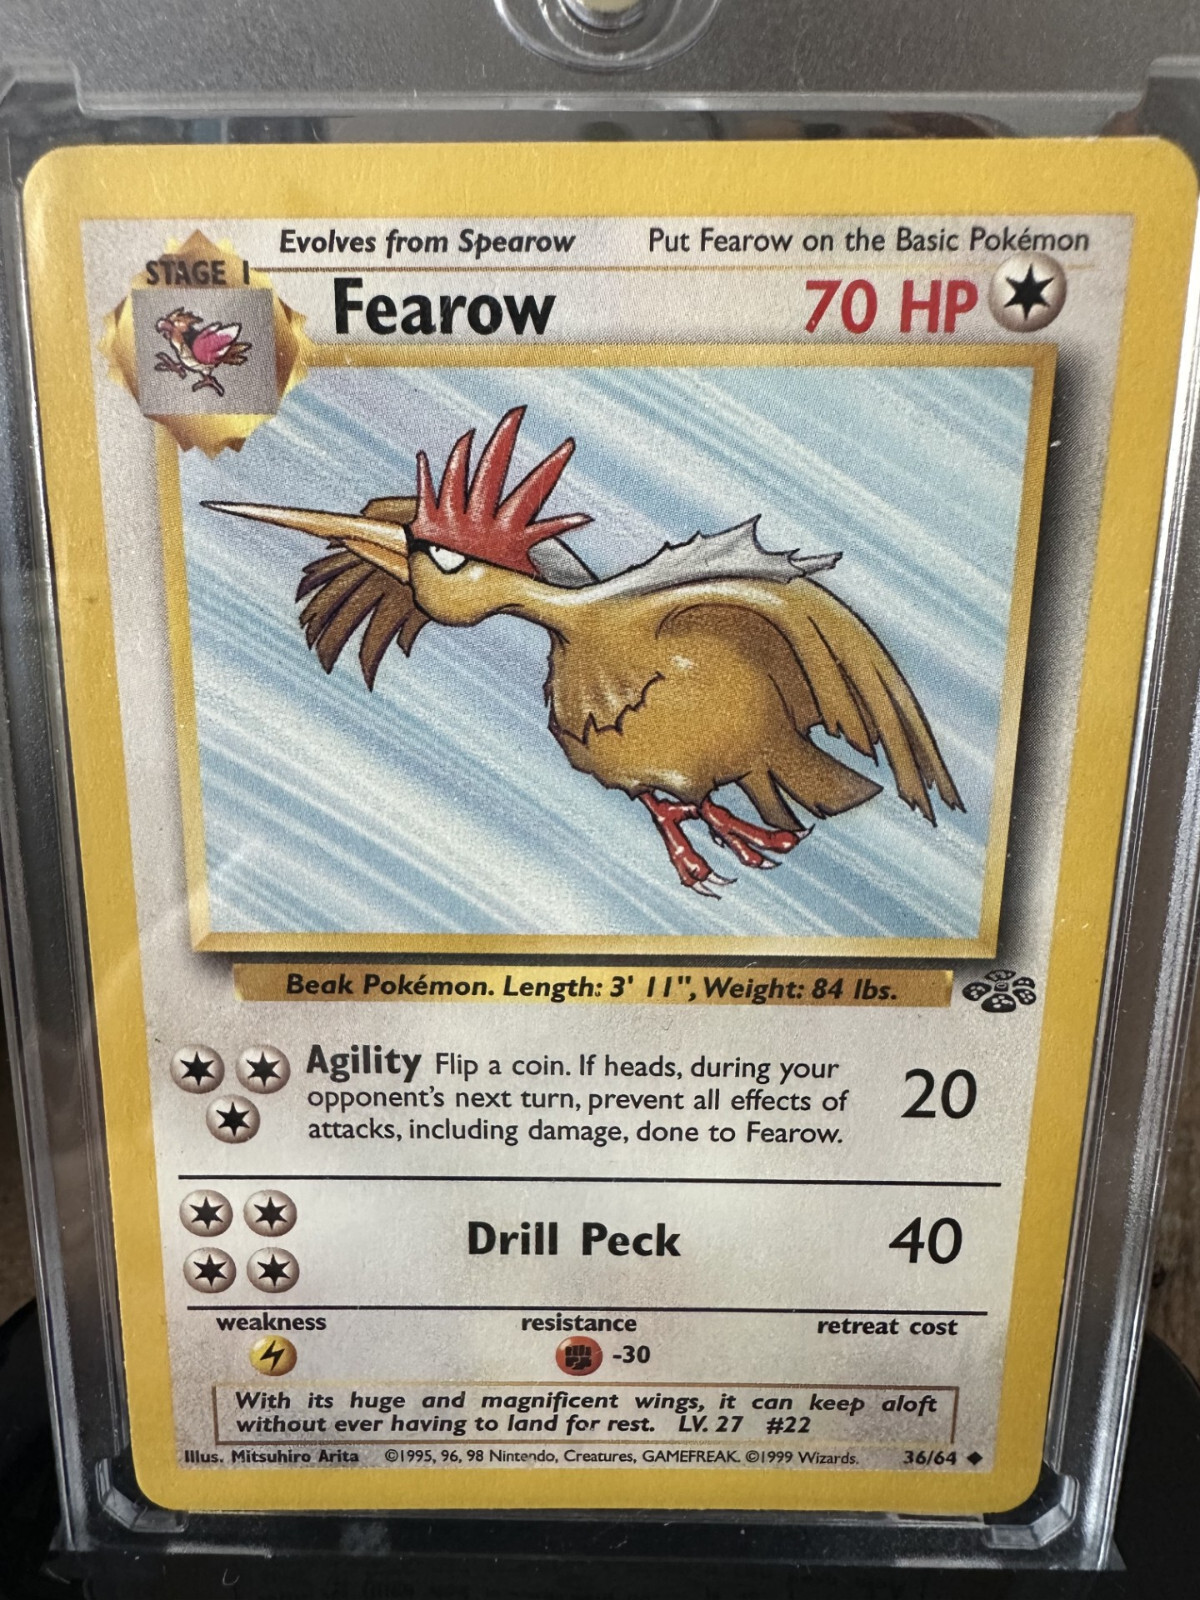 Evolves from Spearow Put Fearow on the Basic Pokémon
STAGE 1
Fearow 70 HP
Beak Pokémon. Length: 3' 11", Weight: 84 lbs.
Agility Flip a coin. If heads, during your
opponent's next turn, prevent all effects of
attacks, including damage, done to Fearow.
20
Drill Peck 40
weakness resistance retreat cost
-30
With its huge and magnificent wings, it can keep aloft
without ever having to land for rest. LV. 27 #22
Illus. Mitsuhiro Arita ©1995, 96, 98 Nintendo, Creatures, GAMEFREAK. ©1999 Wizards. 36/64